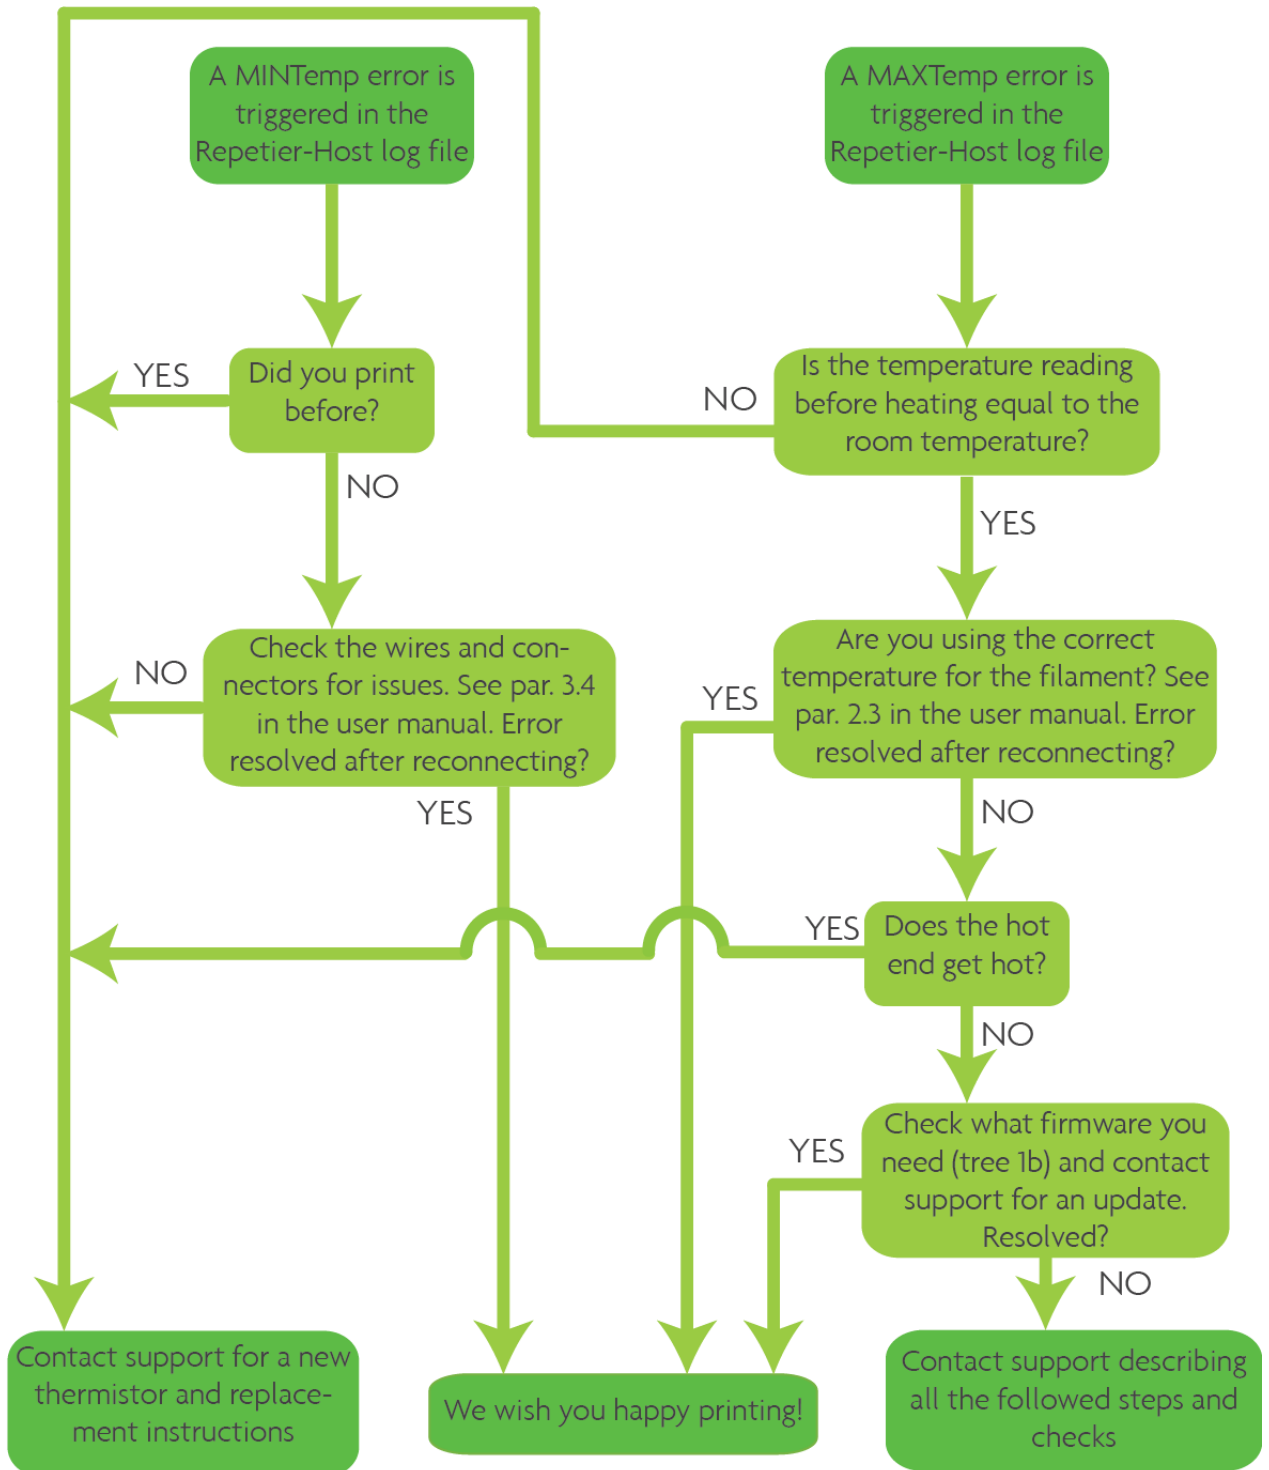 A MINTemp error is
triggered in the
Repetier-Host log file
A MAXTemp error is
triggered in the
Repetier-Host log file
YES
Did you print
before?
NO
NO
Is the temperature reading
before heating equal to the
room temperature?
YES
NO
Check the wires and con-
nectors for issues. See par. 3.4
in the user manual. Error
resolved after reconnecting?
YES
YES
Are you using the correct
temperature for the filament? See
par. 2.3 in the user manual. Error
resolved after reconnecting?
NO
YES
Does the hot
end get hot?
NO
YES
Check what firmware you
need (tree 1b) and contact
support for an update.
Resolved?
NO
Contact support for a new
thermistor and replace-
ment instructions
We wish you happy printing!
Contact support describing
all the followed steps and
checks